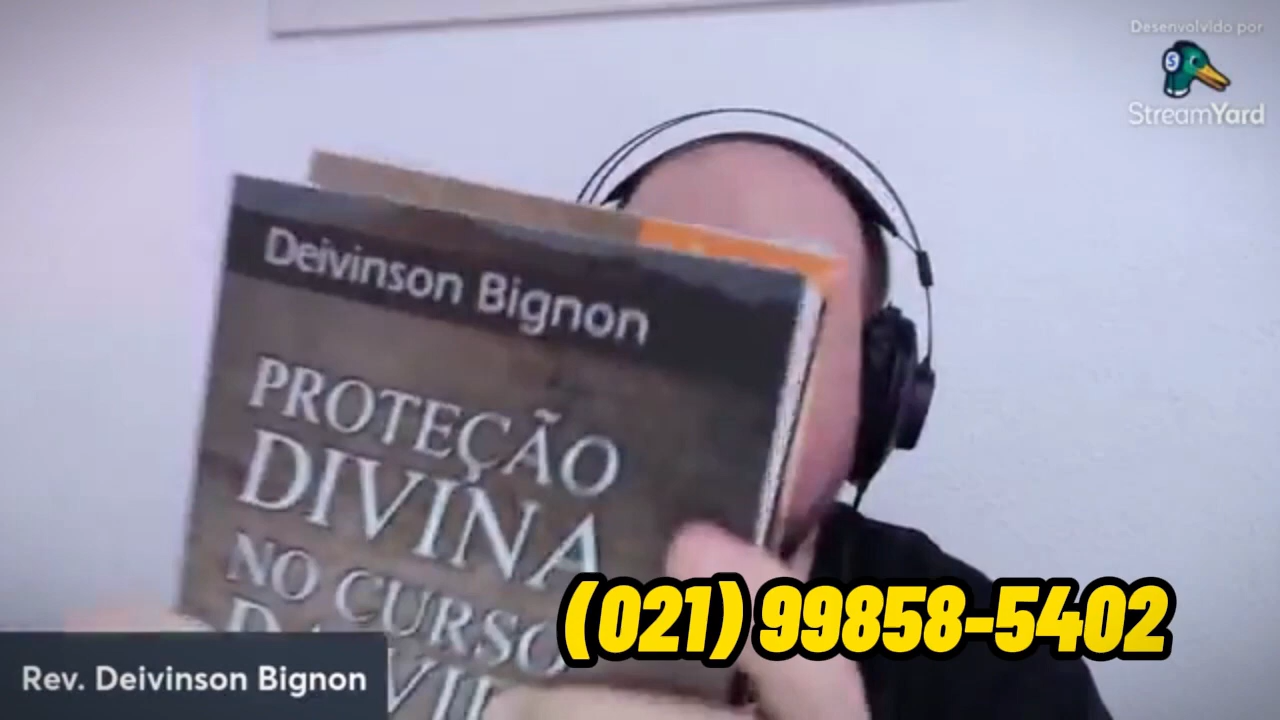 Desenvolvido por
StreamYard
Deivinson Bignon
PROTEÇÃO
DIVINA
NO CURSO
(021) 99858-5402
Rev. Deivinson Bignon